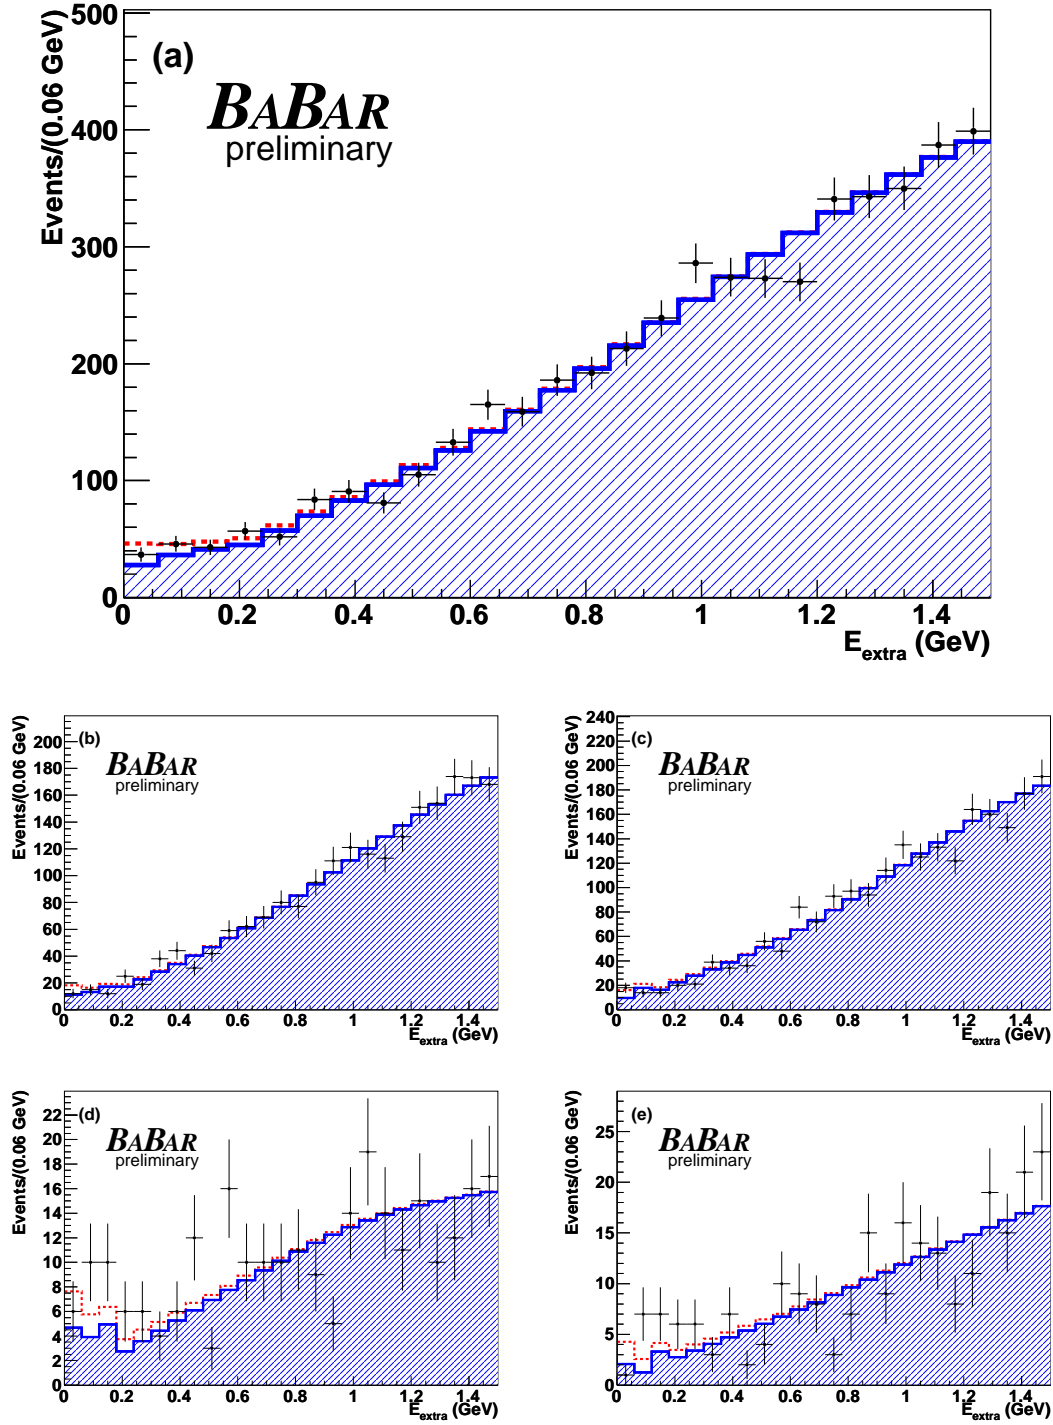 (a)
BABAR
preliminary
Events/(0.06 GeV)
500
400
300
200
100
0
0 0.2 0.4 0.6 0.8 1 1.2 1.4
E_extra (GeV)
(b)
BABAR
preliminary
Events/(0.06 GeV)
200
180
160
140
120
100
80
60
40
20
0
0 0.2 0.4 0.6 0.8 1 1.2 1.4
E_extra (GeV)
(c)
BABAR
preliminary
Events/(0.06 GeV)
240
220
200
180
160
140
120
100
80
60
40
20
0
0 0.2 0.4 0.6 0.8 1 1.2 1.4
E_extra (GeV)
(d)
BABAR
preliminary
Events/(0.06 GeV)
22
20
18
16
14
12
10
8
6
4
2
0
0 0.2 0.4 0.6 0.8 1 1.2 1.4
E_extra (GeV)
(e)
BABAR
preliminary
Events/(0.06 GeV)
25
20
15
10
5
0
0 0.2 0.4 0.6 0.8 1 1.2 1.4
E_extra (GeV)